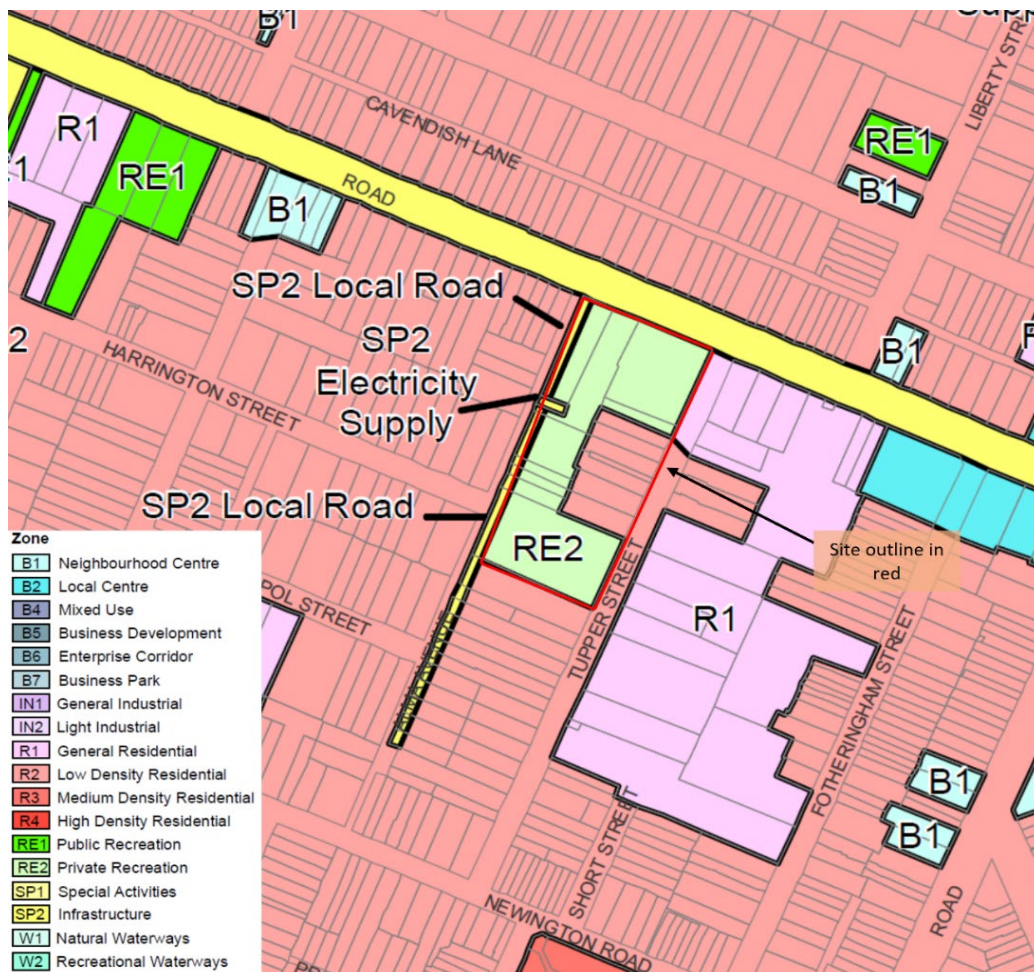 B1
CAVENDISH LANE
LIBERTY
R1
RE1
RE1
B1
ROAD
B1
SP2 Local Road
SP2
Electricity
Supply
B1
2
HARRINGTON STREET
SP2 Local Road
RE2
Site outline in
red
R1
POL STREET
TUPPER STREET
FOTHERINGHAM STREET
SHORT STREET
NEWINGTON ROAD
B1
B1
ROAD
Zone
B1 Neighbourhood Centre
B2 Local Centre
B4 Mixed Use
B5 Business Development
B6 Enterprise Corridor
B7 Business Park
IN1 General Industrial
IN2 Light Industrial
R1 General Residential
R2 Low Density Residential
R3 Medium Density Residential
R4 High Density Residential
RE1 Public Recreation
RE2 Private Recreation
SP1 Special Activities
SP2 Infrastructure
W1 Natural Waterways
W2 Recreational Waterways